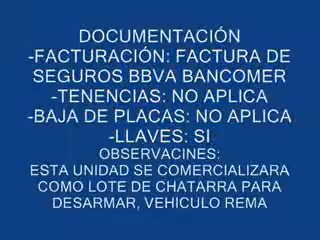 DOCUMENTACIÓN
-FACTURACIÓN: FACTURA DE
SEGUROS BBVA BANCOMER
-TENENCIAS: NO APLICA
-BAJA DE PLACAS: NO APLICA
-LLAVES: SI
OBSERVACINES:
ESTA UNIDAD SE COMERCIALIZARA
COMO LOTE DE CHATARRA PARA
DESARMAR, VEHICULO REMA